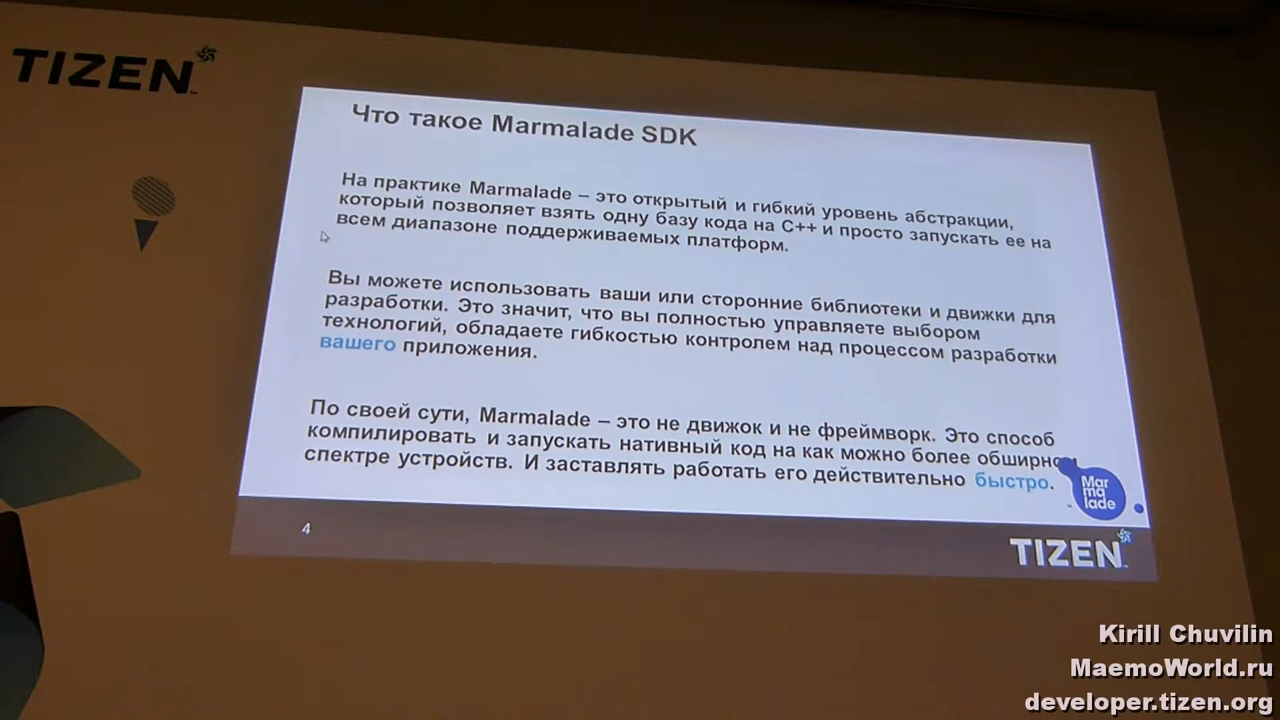 TIZEN
Что такое Marmalade SDK
На практике Marmalade – это открытый и гибкий уровень абстракции,
который позволяет взять одну базу кода на C++ и просто запускать ее на
всем диапазоне поддерживаемых платформ.
Вы можете использовать ваши или сторонние библиотеки и движки для
разработки. Это значит, что вы полностью управляете выбором
технологий, обладаете гибкостью контролем над процессом разработки
вашего приложения.
По своей сути, Marmalade – это не движок и не фреймворк. Это способ
компилировать и запускать нативный код на как можно более обширном
спектре устройств. И заставлять работать его действительно быстро.
Mar
ma
lade
4
TIZEN
Kirill Chuvilin
MaemoWorld.ru
developer.tizen.org